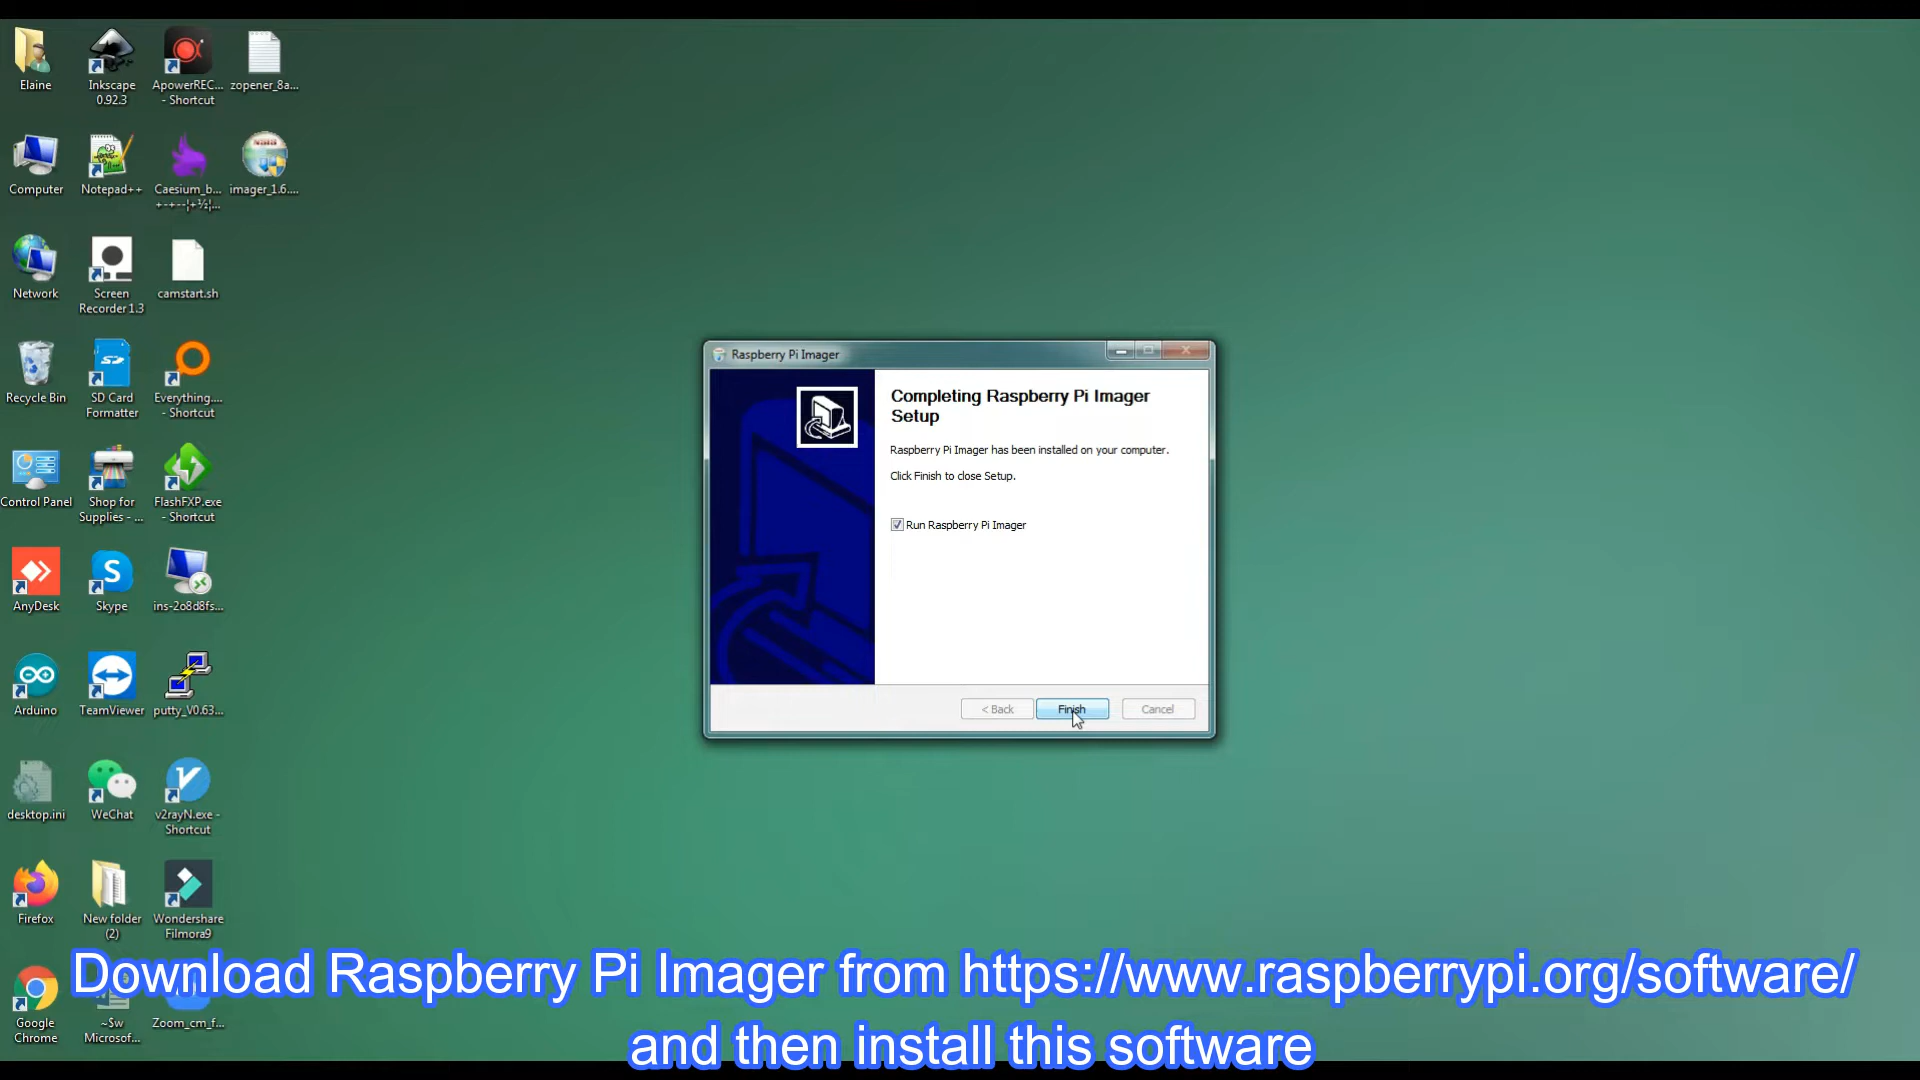 Elaine
Inkscape
0.92.3
ApowerREC...
- Shortcut
zopener_8a...
Computer
Notepad++
Caesium_b...
+-+--¦+½¦...
imager_1.6....
Network
Screen
Recorder 1.3
camstart.sh
Recycle Bin
SD Card
Formatter
Everything....
- Shortcut
Control Panel
Shop for
Supplies - ...
FlashFXP.exe
- Shortcut
AnyDesk
Skype
ins-2o8d8fs...
Arduino
TeamViewer
putty_V0.63...
desktop.ini
WeChat
v2rayN.exe -
Shortcut
Firefox
New folder
(2)
Wondershare
Filmora9
Google
Chrome
~$w
Microsof...
Zoom_cm_f...
Raspberry Pi Imager
Completing Raspberry Pi Imager
Setup
Raspberry Pi Imager has been installed on your computer.
Click Finish to close Setup.
Run Raspberry Pi Imager
< Back
Finish
Cancel
Download Raspberry Pi Imager from https://www.raspberrypi.org/software/
and then install this software